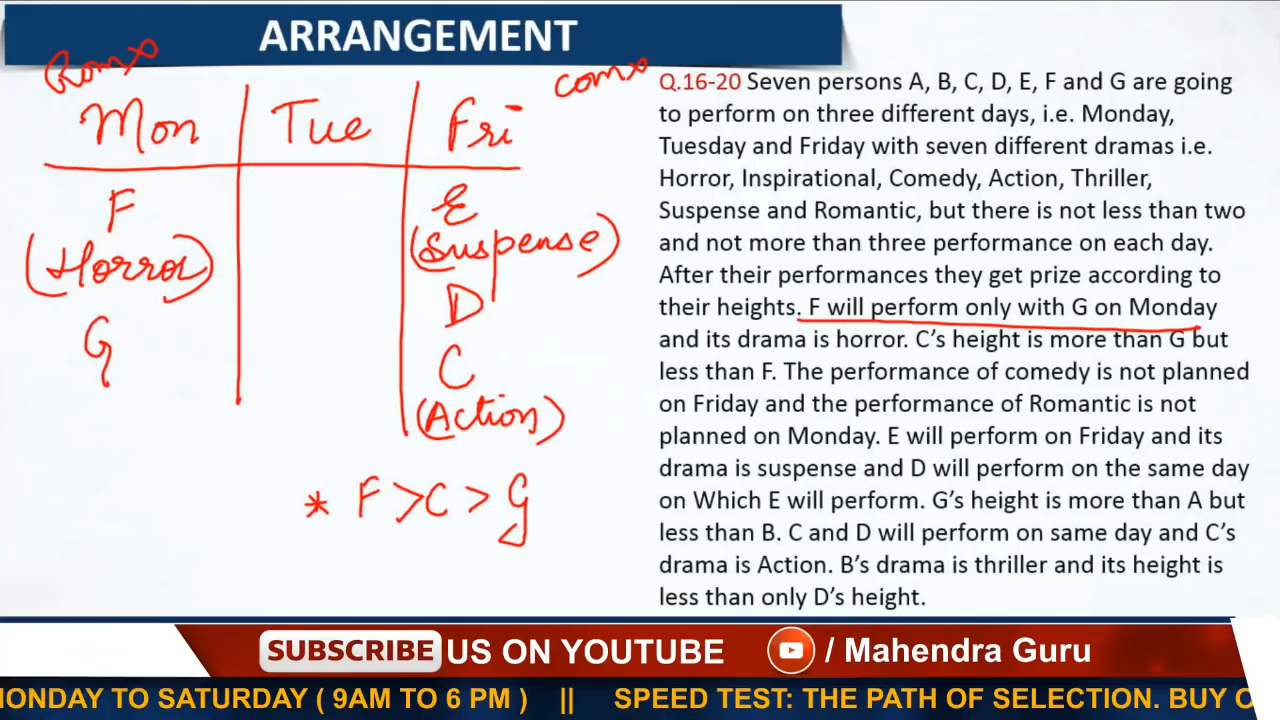 ARRANGEMENT
Rom x
com x
Mon Tue Fri
F E
(Horror) (Suspense)
G D
C
(Action)
* F > C > G
Q.16-20 Seven persons A, B, C, D, E, F and G are going
to perform on three different days, i.e. Monday,
Tuesday and Friday with seven different dramas i.e.
Horror, Inspirational, Comedy, Action, Thriller,
Suspense and Romantic, but there is not less than two
and not more than three performance on each day.
After their performances they get prize according to
their heights. F will perform only with G on Monday
and its drama is horror. C’s height is more than G but
less than F. The performance of comedy is not planned
on Friday and the performance of Romantic is not
planned on Monday. E will perform on Friday and its
drama is suspense and D will perform on the same day
on Which E will perform. G’s height is more than A but
less than B. C and D will perform on same day and C’s
drama is Action. B’s drama is thriller and its height is
less than only D’s height.
SUBSCRIBE US ON YOUTUBE / Mahendra Guru
MONDAY TO SATURDAY ( 9AM TO 6 PM ) || SPEED TEST: THE PATH OF SELECTION. BUY